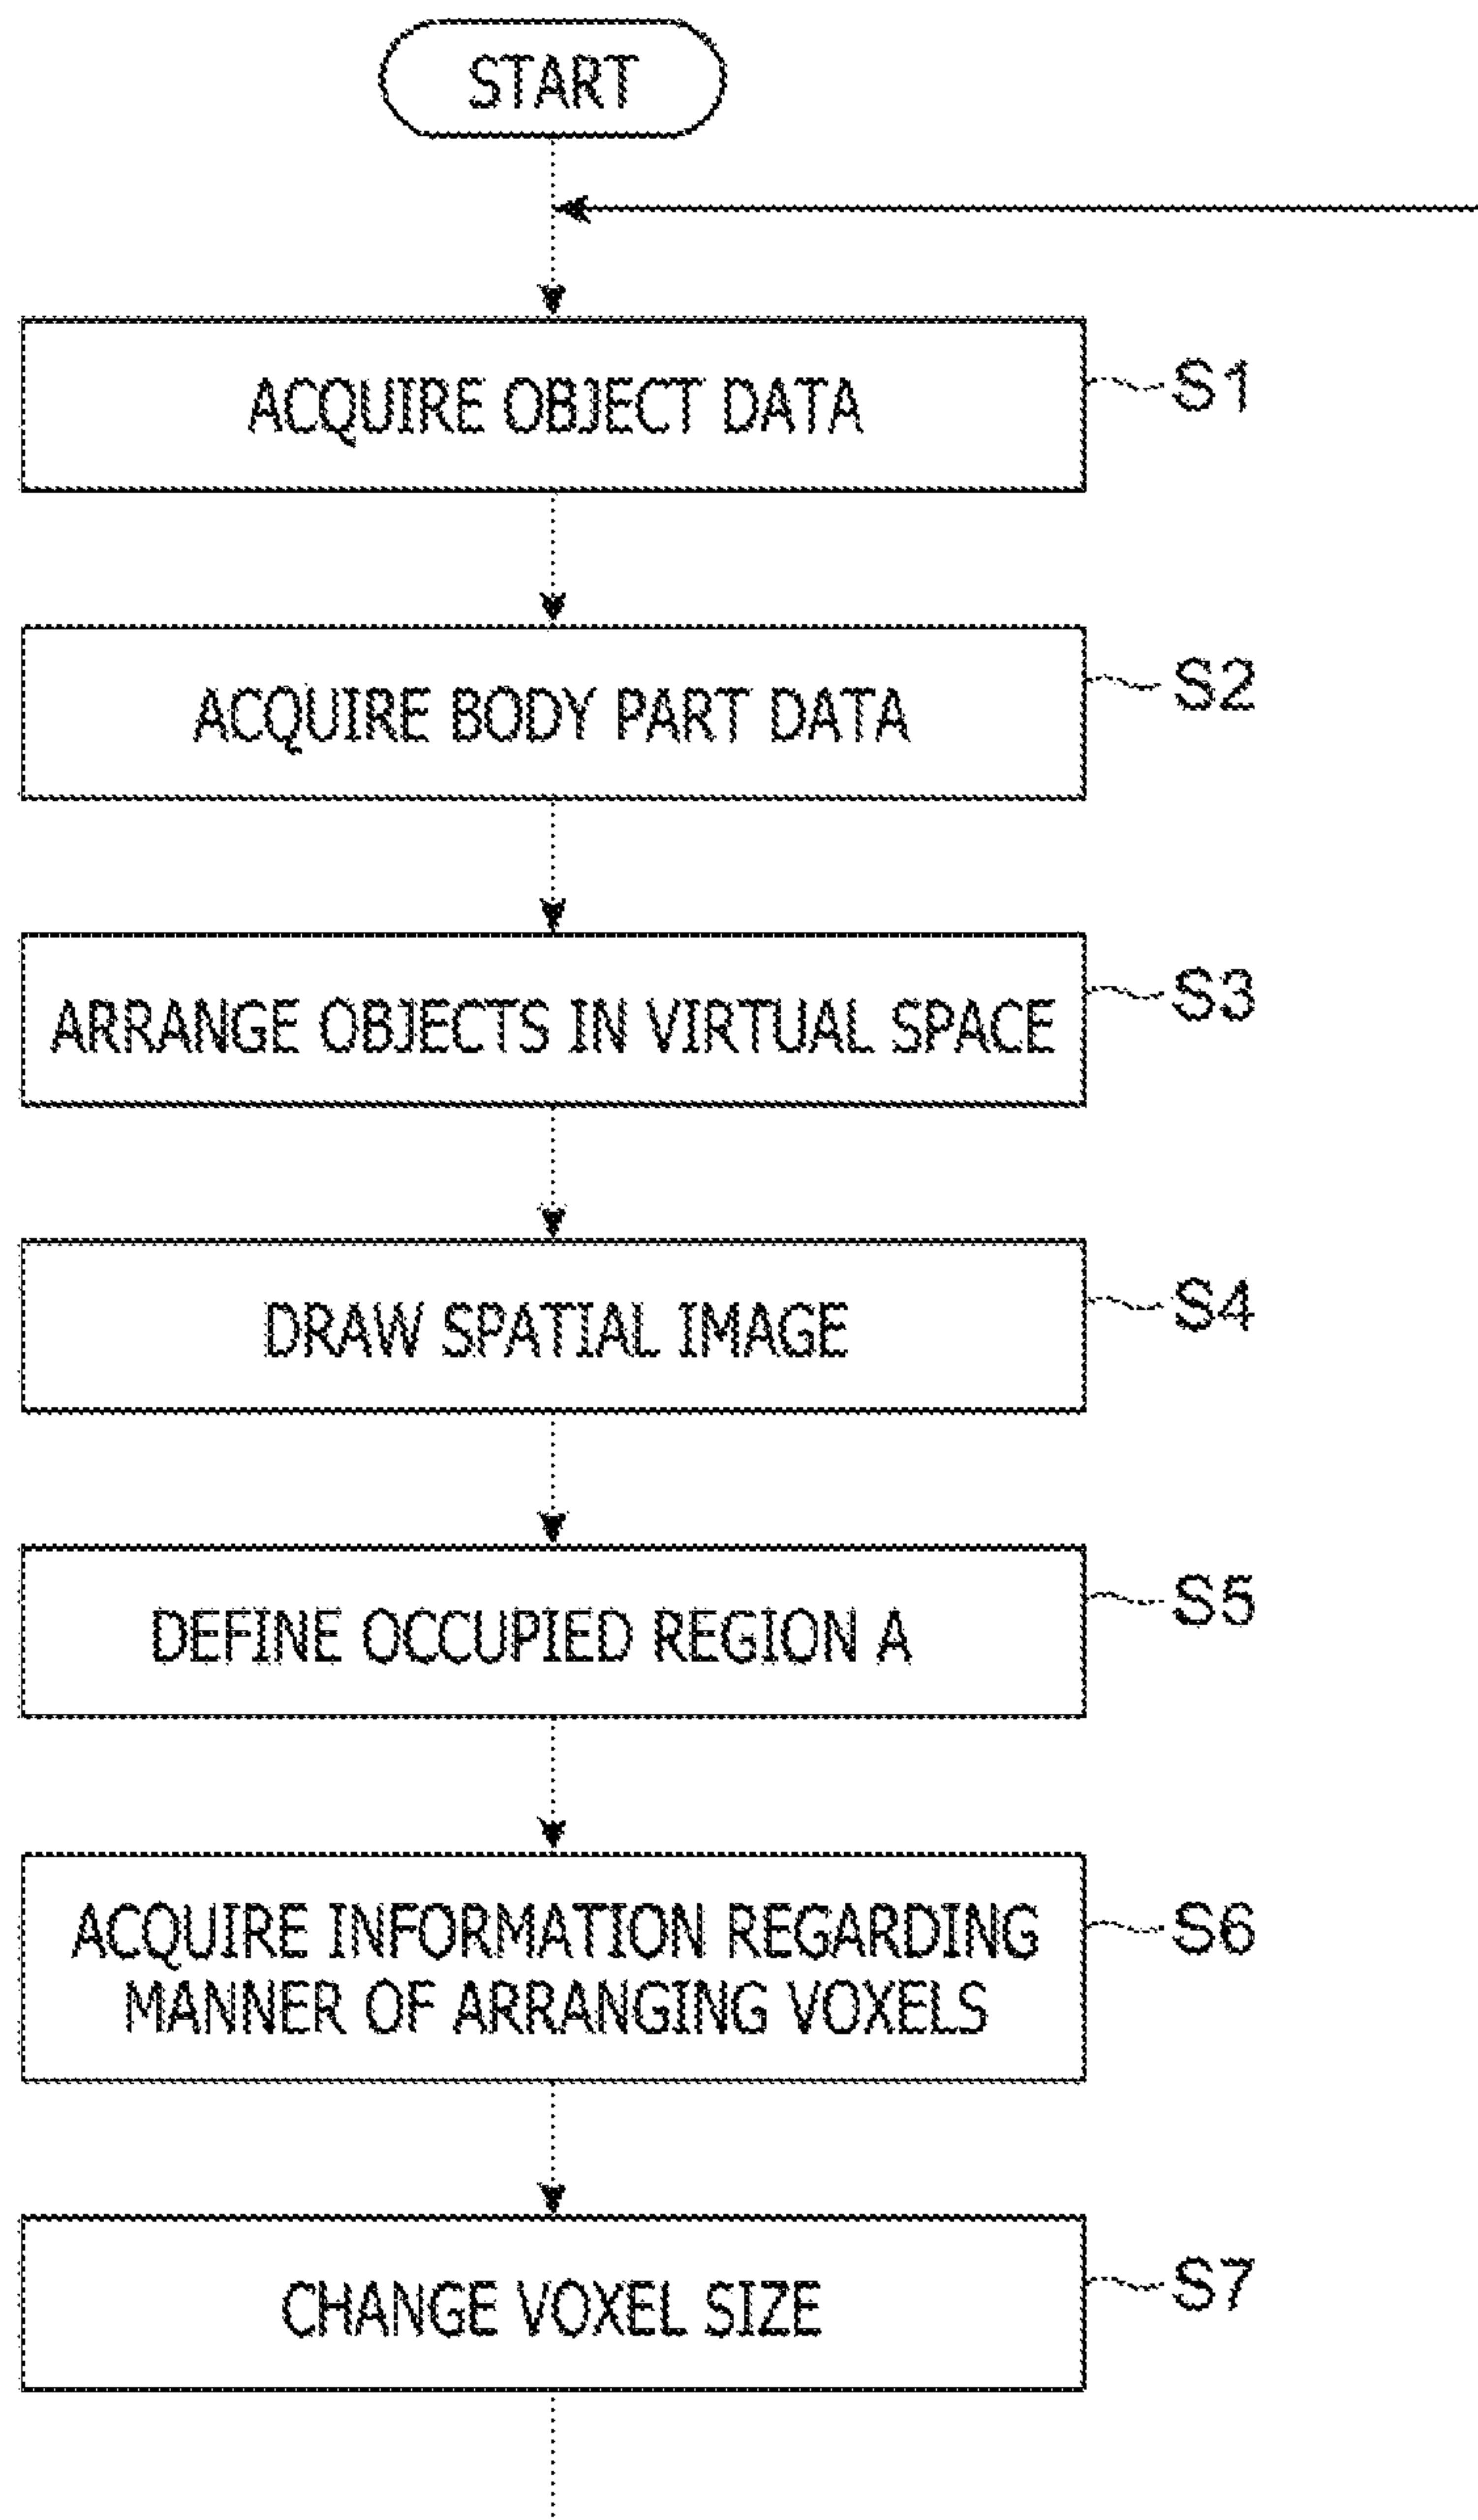 START
ACQUIRE OBJECT DATA
S1
ACQUIRE BODY PART DATA
S2
ARRANGE OBJECTS IN VIRTUAL SPACE
S3
DRAW SPATIAL IMAGE
S4
DEFINE OCCUPIED REGION A
S5
ACQUIRE INFORMATION REGARDING
MANNER OF ARRANGING VOXELS
S6
CHANGE VOXEL SIZE
S7